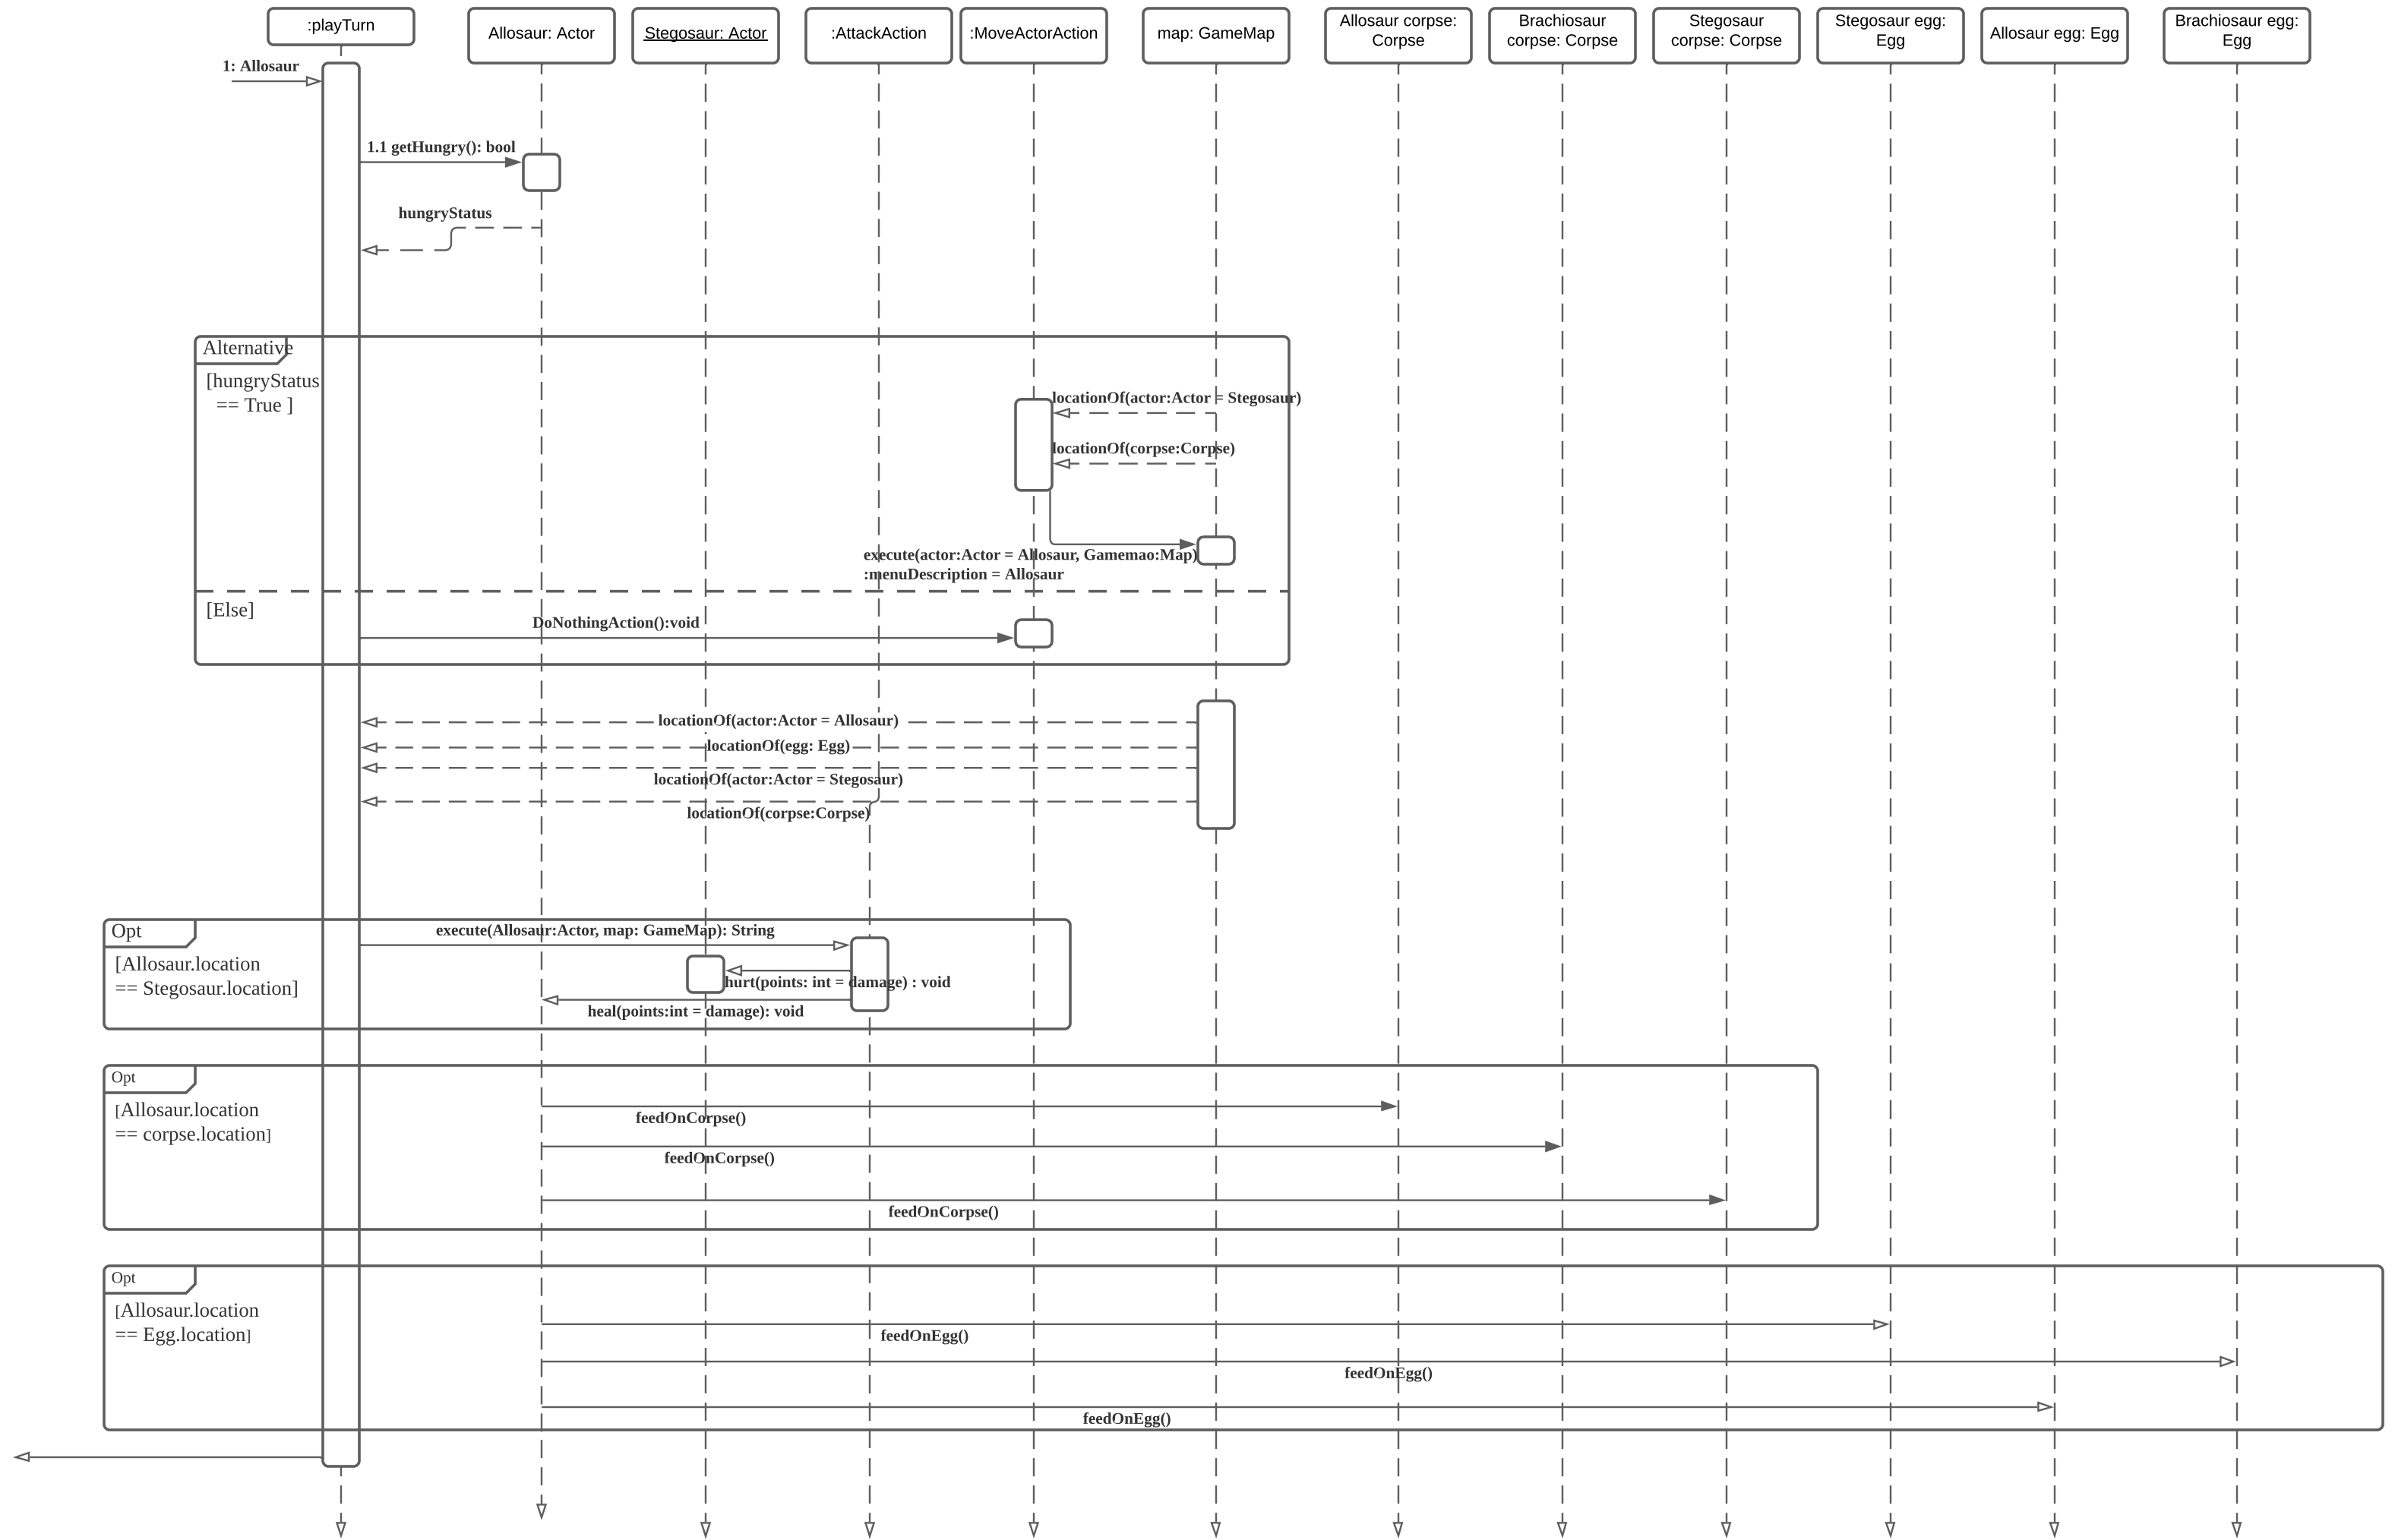 :playTurn
Allosaur: Actor
Stegosaur: Actor
:AttackAction
:MoveActorAction
map: GameMap
Allosaur corpse:
Corpse
Brachiosaur
corpse: Corpse
Stegosaur
corpse: Corpse
Stegosaur egg:
Egg
Allosaur egg: Egg
Brachiosaur egg:
Egg
1: Allosaur
1.1 getHungry(): bool
hungryStatus
Alternative
[hungryStatus
== True ]
locationOf(actor:Actor = Stegosaur)
locationOf(corpse:Corpse)
execute(actor:Actor = Allosaur, Gamemao:Map)
:menuDescription = Allosaur
[Else]
DoNothingAction():void
locationOf(actor:Actor = Allosaur)
locationOf(egg: Egg)
locationOf(actor:Actor = Stegosaur)
locationOf(corpse:Corpse)
Opt
execute(Allosaur:Actor, map: GameMap): String
[Allosaur.location
== Stegosaur.location]
hurt(points: int = damage) : void
heal(points:int = damage): void
Opt
[Allosaur.location
== corpse.location]
feedOnCorpse()
feedOnCorpse()
feedOnCorpse()
Opt
[Allosaur.location
== Egg.location]
feedOnEgg()
feedOnEgg()
feedOnEgg()